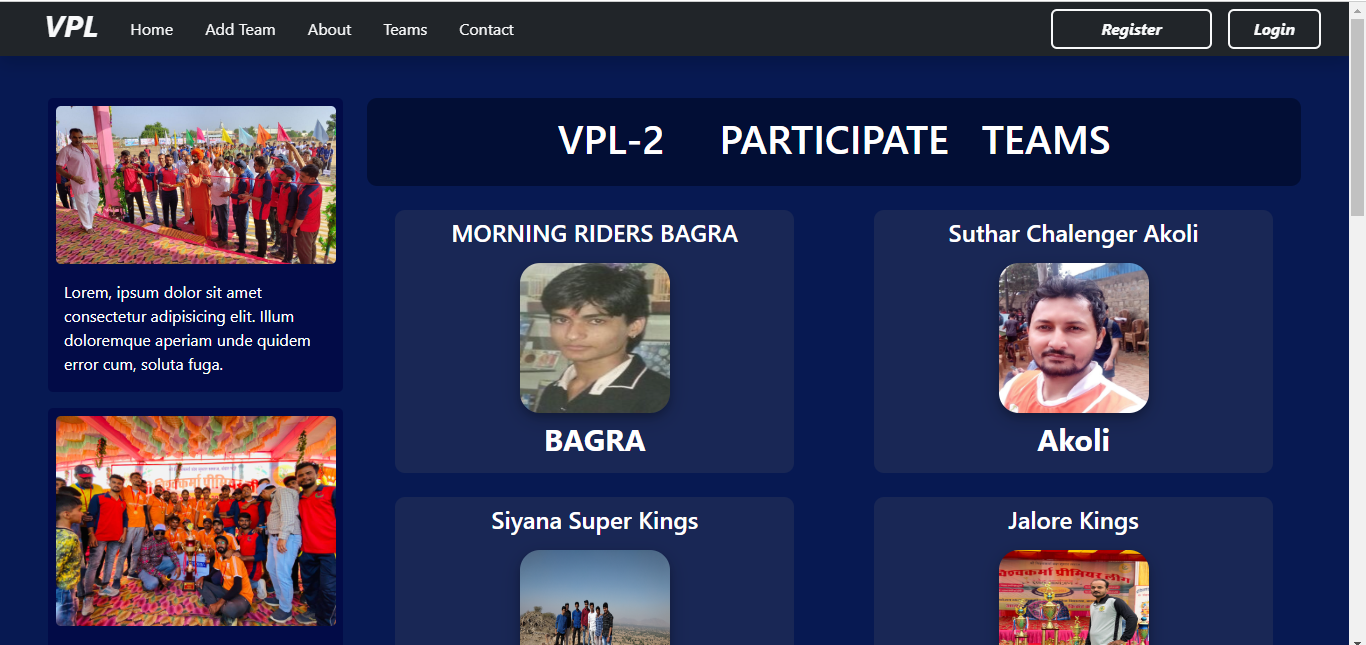 VPL Home Add Team About Teams Contact Register Login
VPL-2 PARTICIPATE TEAMS
Lorem, ipsum dolor sit amet
consectetur adipisicing elit. Illum
doloremque aperiam unde quidem
error cum, soluta fuga.
MORNING RIDERS BAGRA
BAGRA
Suthar Chalenger Akoli
Akoli
Siyana Super Kings
Jalore Kings
विश्वकर्मा प्रीमियर लीग